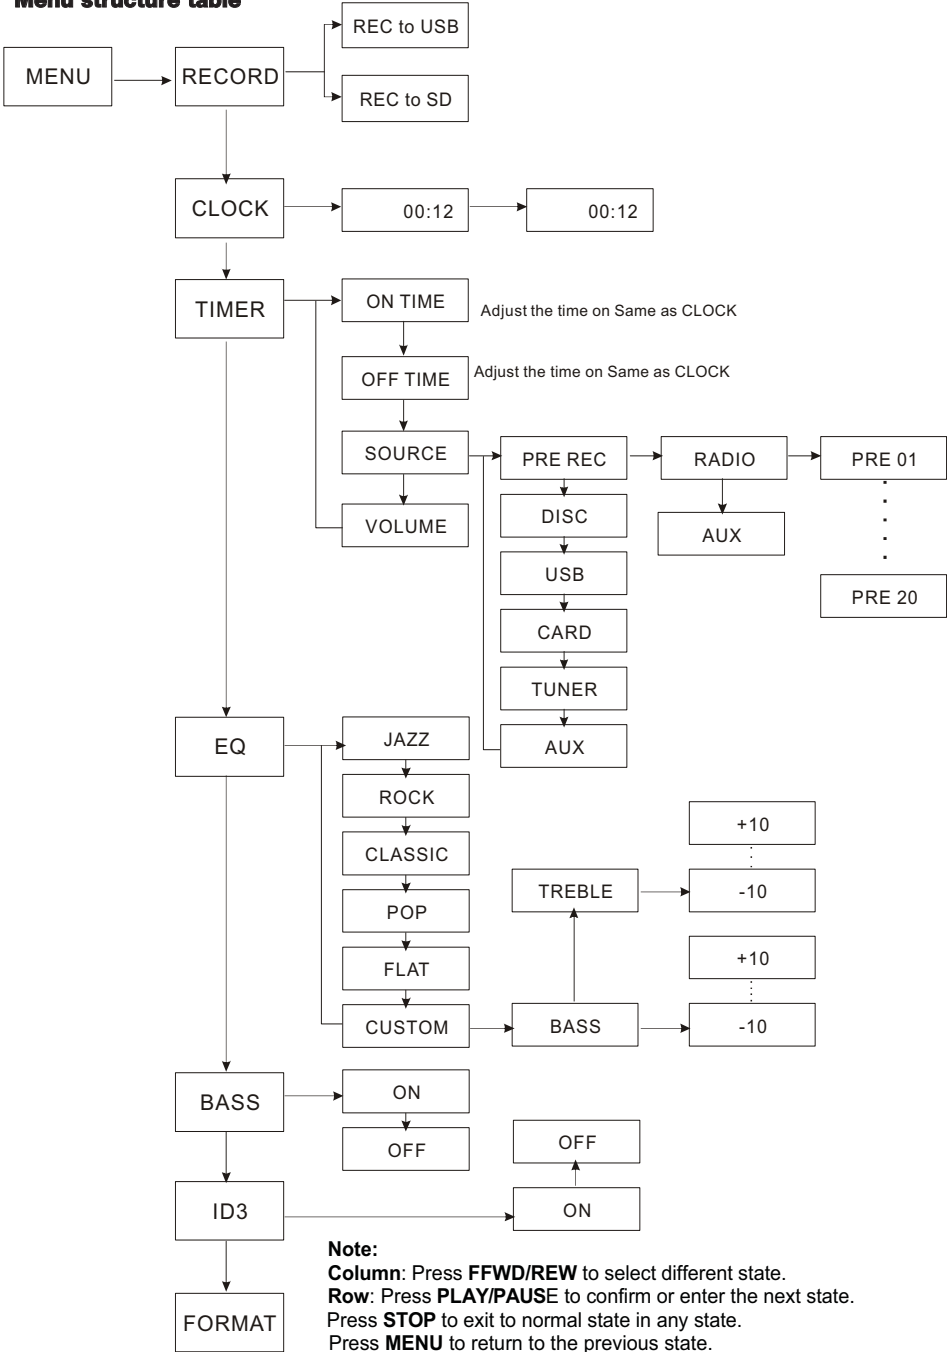 Menu structure table
REC to USB
MENU
RECORD
REC to SD
CLOCK
00:12
00:12
TIMER
ON TIME
Adjust the time on Same as CLOCK
OFF TIME
Adjust the time on Same as CLOCK
SOURCE
PRE REC
RADIO
PRE 01
VOLUME
DISC
AUX
USB
PRE 20
CARD
TUNER
EQ
JAZZ
AUX
ROCK
+10
CLASSIC
TREBLE
-10
POP
FLAT
+10
CUSTOM
BASS
-10
BASS
ON
OFF
OFF
ID3
ON
Note:
Column: Press FFWD/REW to select different state.
Row: Press PLAY/PAUSE to confirm or enter the next state.
FORMAT
Press STOP to exit to normal state in any state.
Press MENU to return to the previous state.